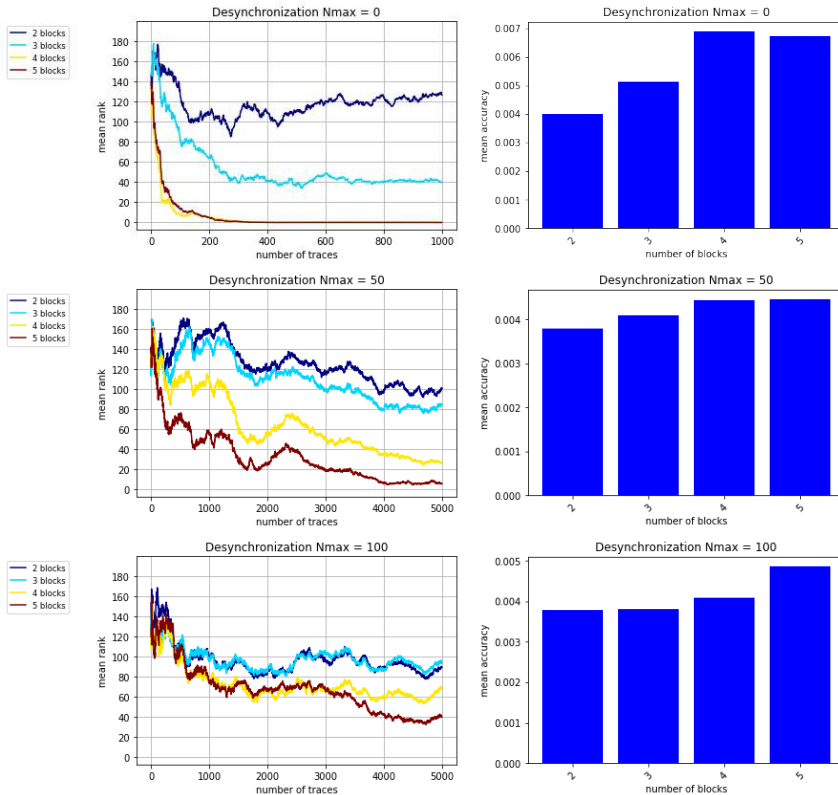 Desynchronization Nmax = 0
2 blocks
3 blocks
4 blocks
5 blocks
mean rank
180
160
140
120
100
80
60
40
20
0
0 200 400 600 800 1000
number of traces
Desynchronization Nmax = 0
mean accuracy
0.007
0.006
0.005
0.004
0.003
0.002
0.001
0.000
2 3 4 5
number of blocks
Desynchronization Nmax = 50
2 blocks
3 blocks
4 blocks
5 blocks
mean rank
180
160
140
120
100
80
60
40
20
0
0 1000 2000 3000 4000 5000
number of traces
Desynchronization Nmax = 50
mean accuracy
0.004
0.003
0.002
0.001
0.000
2 3 4 5
number of blocks
Desynchronization Nmax = 100
2 blocks
3 blocks
4 blocks
5 blocks
mean rank
180
160
140
120
100
80
60
40
20
0
0 1000 2000 3000 4000 5000
number of traces
Desynchronization Nmax = 100
mean accuracy
0.005
0.004
0.003
0.002
0.001
0.000
2 3 4 5
number of blocks